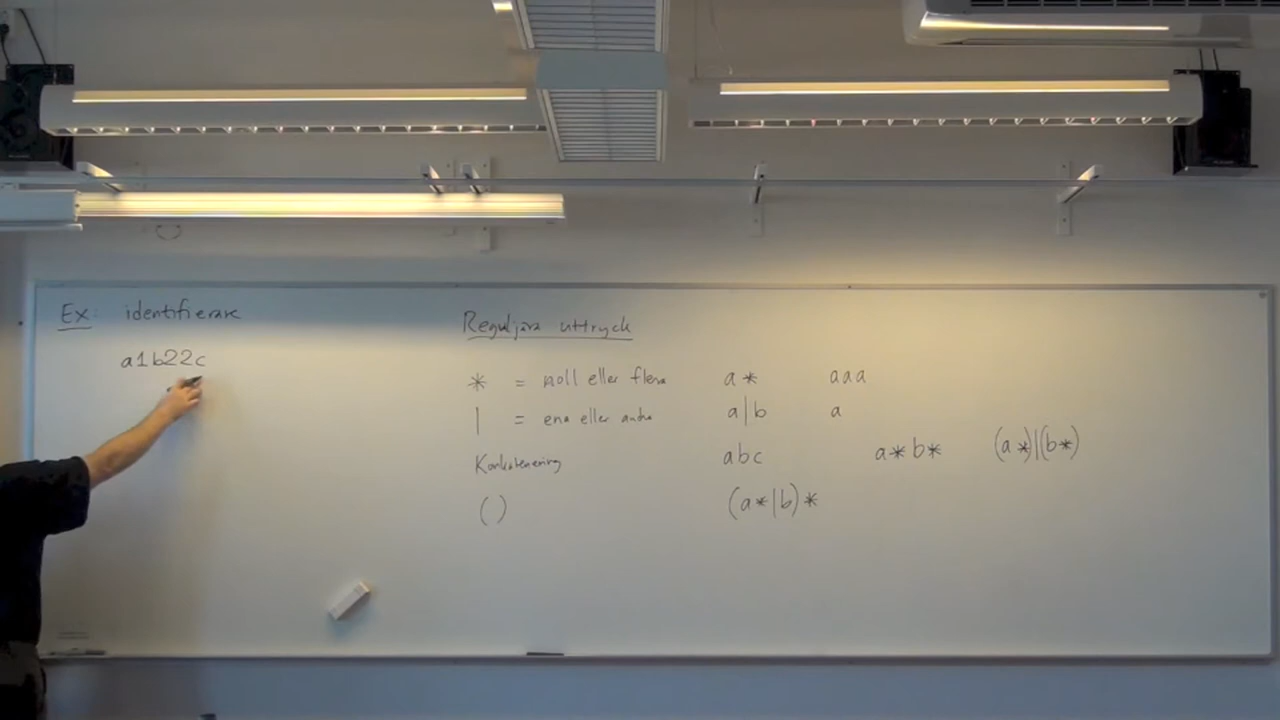 Ex: identifierare
a1b22c
Reguljära uttryck
* = noll eller flera a* aaa
| = ena eller andra a|b a
Konkatenering abc a*b* (a*)|(b*)
() (a*|b)*